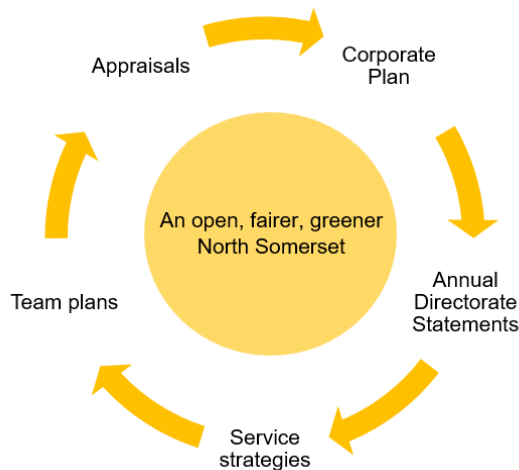 Appraisals
Corporate
Plan
An open, fairer, greener
North Somerset
Annual
Directorate
Statements
Team plans
Service
strategies